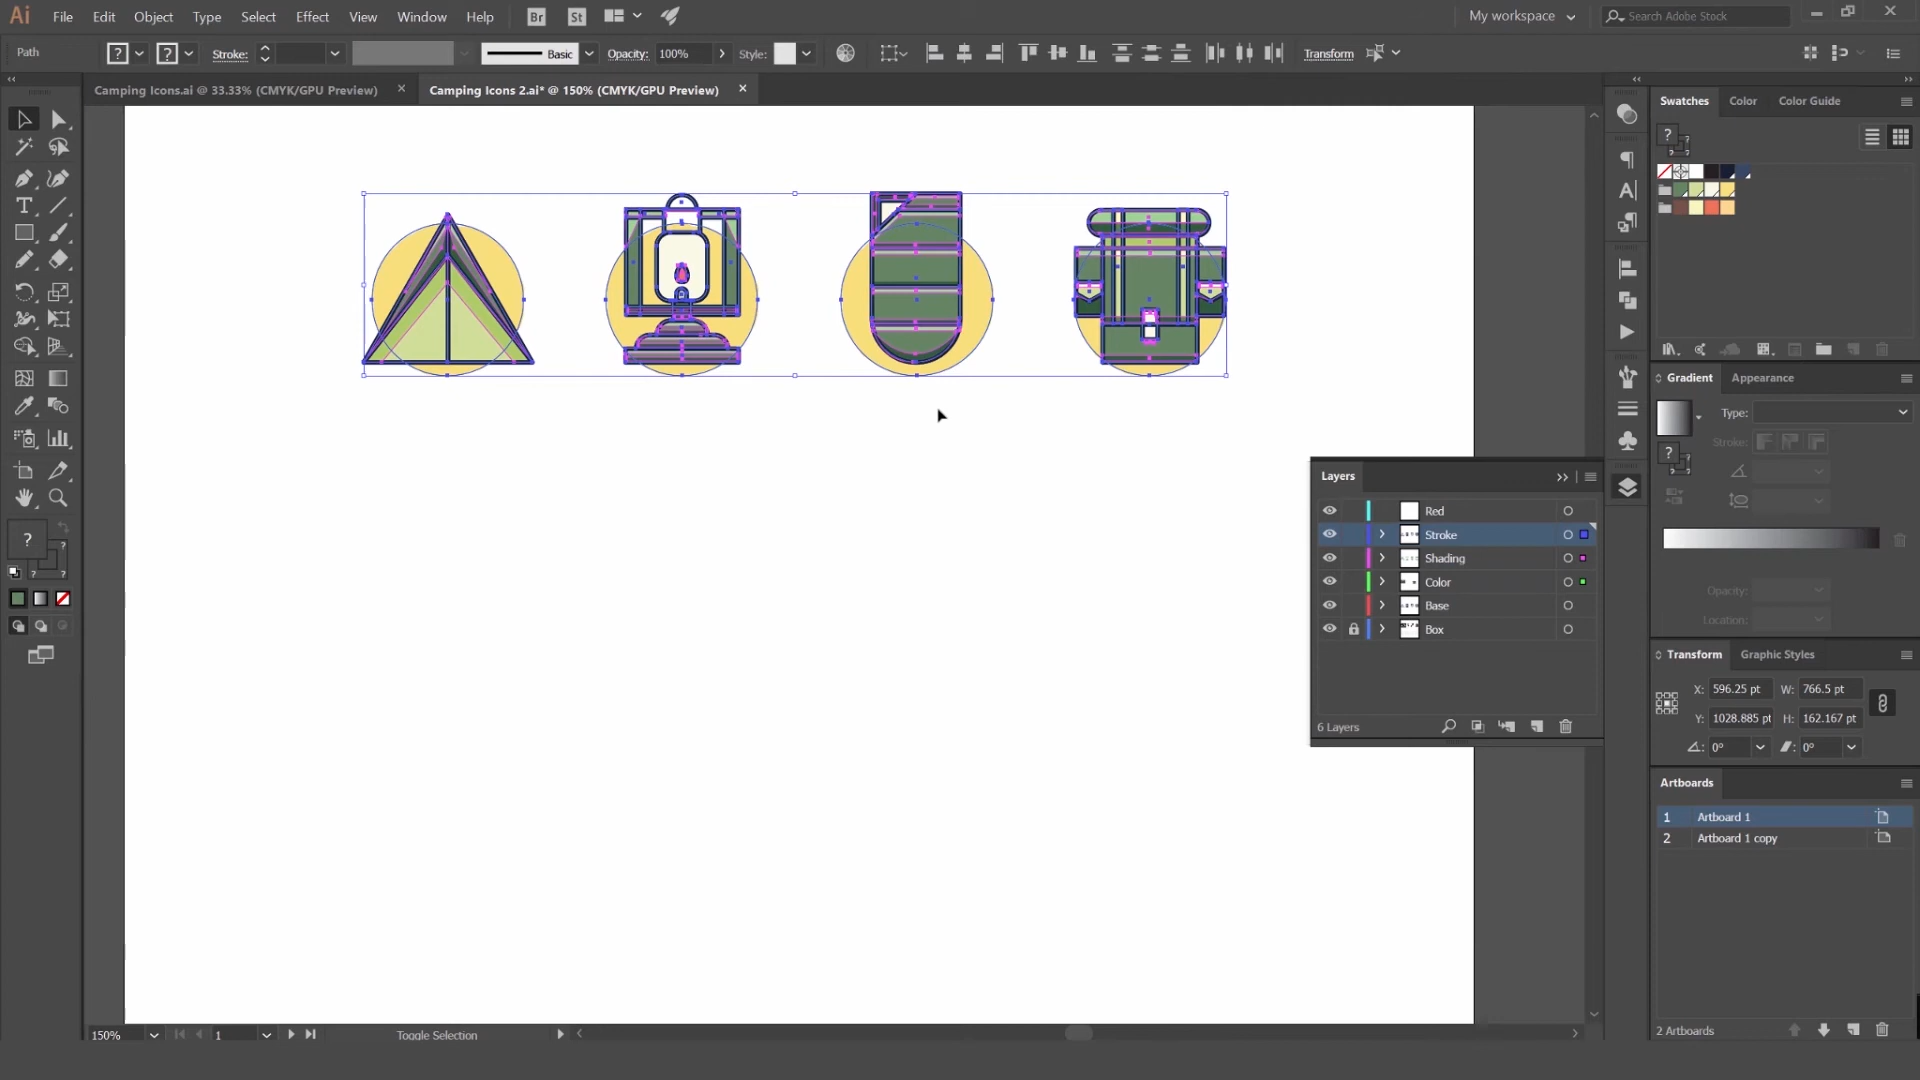 Ai File Edit Object Type Select Effect View Window Help Br St My workspace Search Adobe Stock
Path ? ? Stroke: Basic Opacity: 100% Style: Transform
Camping Icons.ai @ 33.33% (CMYK/GPU Preview) Camping Icons 2.ai* @ 150% (CMYK/GPU Preview)
Swatches Color Color Guide
?
Gradient Appearance
Type:
Stroke:
?
Opacity:
Location:
Layers
Red
Stroke
Shading
Color
Base
Box
6 Layers
Transform Graphic Styles
X: 596.25 pt W: 766.5 pt
Y: 1028.885 pt H: 162.167 pt
0° 0°
Artboards
1 Artboard 1
2 Artboard 1 copy
2 Artboards
?
? ?
150% 1 Toggle Selection